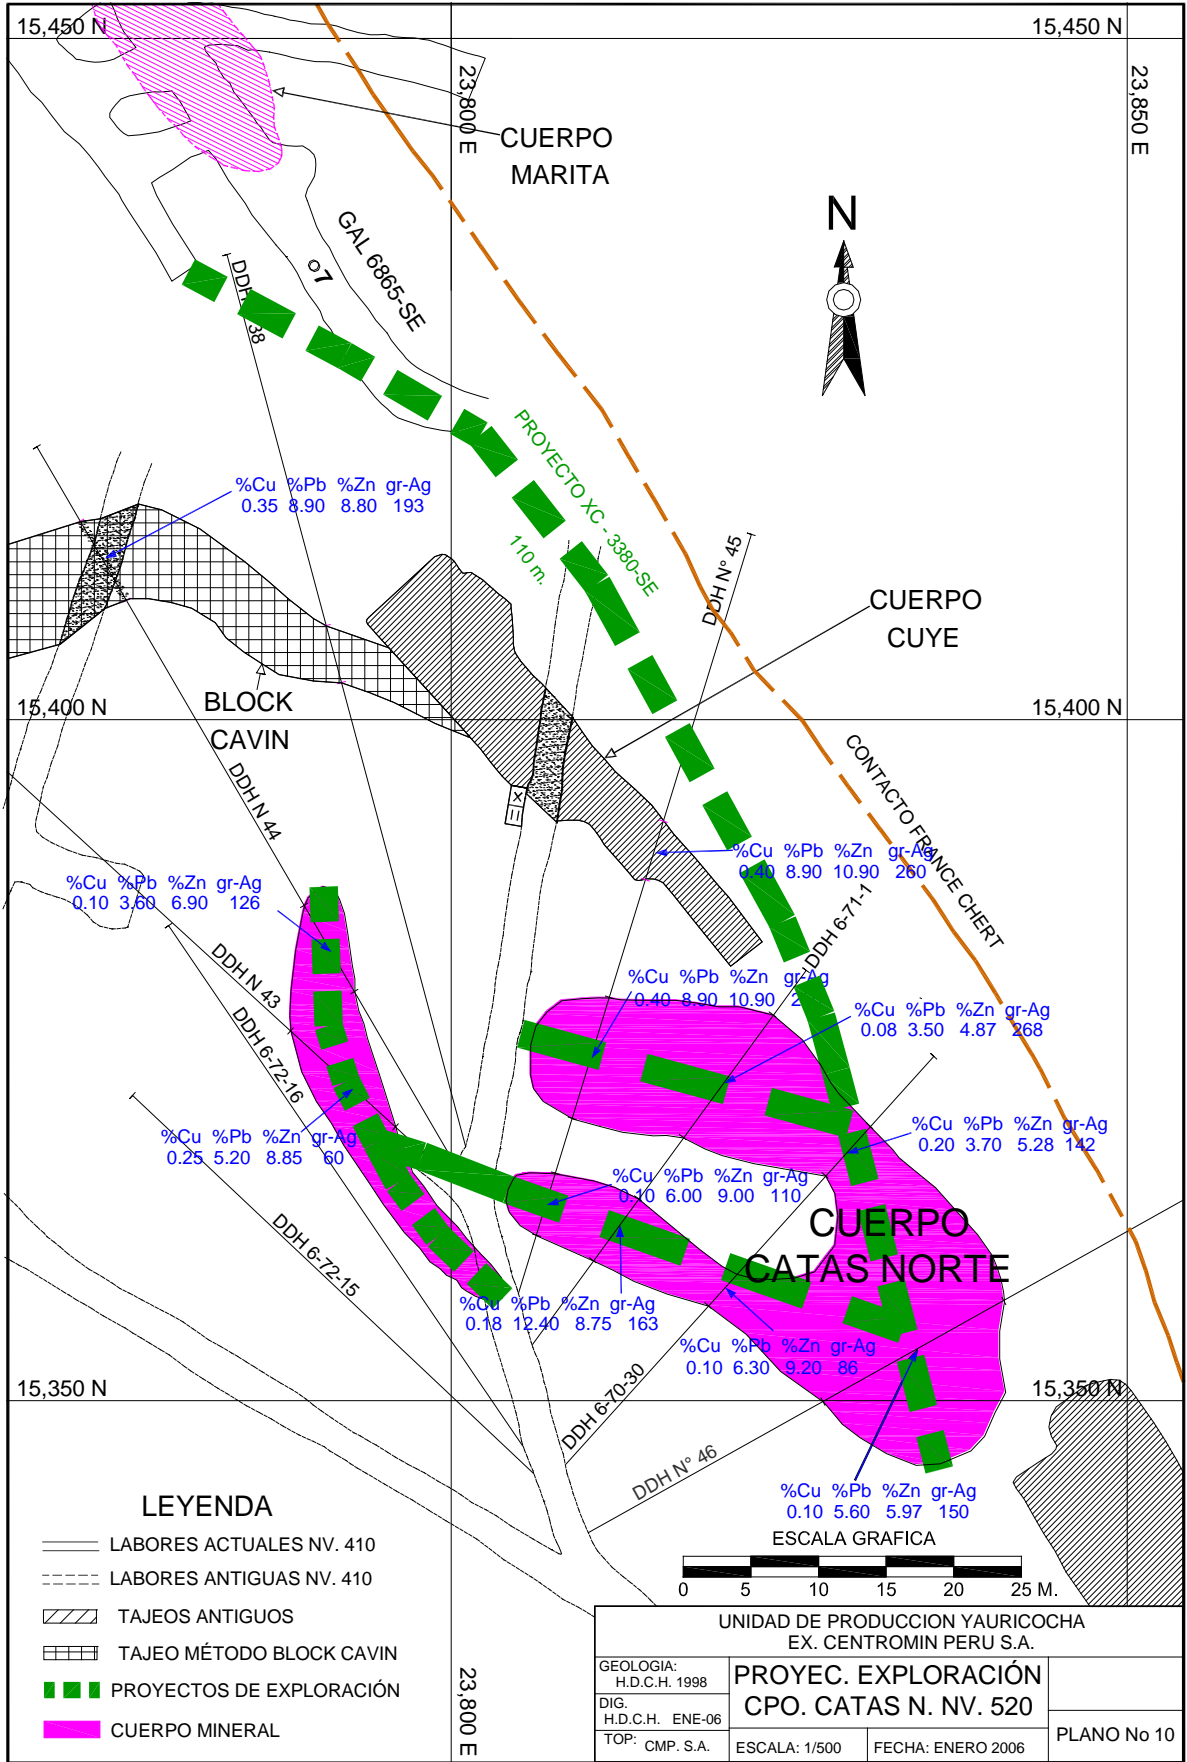 15,450 N
15,450 N
23,800 E
23,850 E
CUERPO
MARITA
N
GAL 6865-SE
7
DDH 38
PROYECTO XC - 3380-SE
110 m.
%Cu %Pb %Zn gr-Ag
0.35 8.90 8.80 193
DDH N° 45
CUERPO
CUYE
BLOCK
CAVIN
15,400 N
15,400 N
DDH N 44
CONTACTO FRANCE CHERT
%Cu %Pb %Zn gr-Ag
0.40 8.90 10.90 260
%Cu %Pb %Zn gr-Ag
0.10 3.60 6.90 126
DDH 6-71-1
DDH N 43
%Cu %Pb %Zn gr-Ag
0.40 8.90 10.90
%Cu %Pb %Zn gr-Ag
0.08 3.50 4.87 268
DDH 6-72-16
%Cu %Pb %Zn gr-Ag
0.25 5.20 8.85 60
%Cu %Pb %Zn gr-Ag
0.20 3.70 5.28 142
%Cu %Pb %Zn gr-Ag
0.10 6.00 9.00 110
CUERPO
CATAS NORTE
DDH 6-72-15
%Cu %Pb %Zn gr-Ag
0.18 12.40 8.75 163
%Cu %Pb %Zn gr-Ag
0.10 6.30 9.20 86
15,350 N
15,350 N
DDH 6-70-30
DDH N° 46
%Cu %Pb %Zn gr-Ag
0.10 5.60 5.97 150
LEYENDA
LABORES ACTUALES NV. 410
LABORES ANTIGUAS NV. 410
TAJEOS ANTIGUOS
TAJEO MÉTODO BLOCK CAVIN
PROYECTOS DE EXPLORACIÓN
CUERPO MINERAL
23,800 E
ESCALA GRAFICA
0 5 10 15 20 25 M.
UNIDAD DE PRODUCCION YAURICOCHA
EX. CENTROMIN PERU S.A.
GEOLOGIA:
H.D.C.H. 1998
DIG.
H.D.C.H. ENE-06
TOP: CMP. S.A.
PROYEC. EXPLORACIÓN
CPO. CATAS N. NV. 520
ESCALA: 1/500
FECHA: ENERO 2006
PLANO No 10